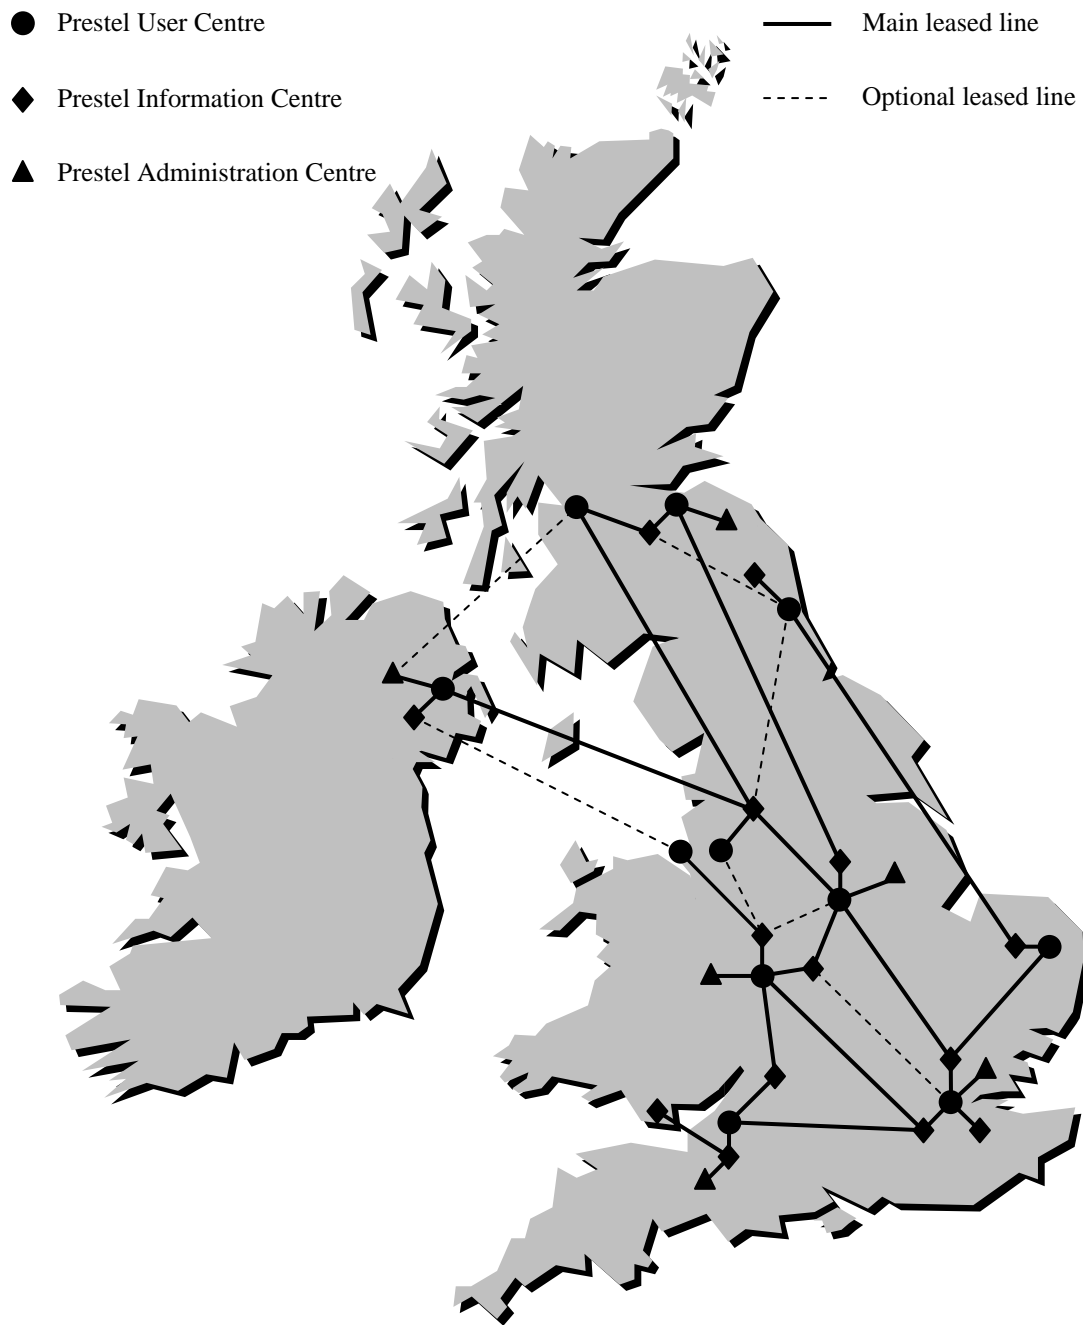 Prestel User Centre
Main leased line
Prestel Information Centre
Optional leased line
Prestel Administration Centre